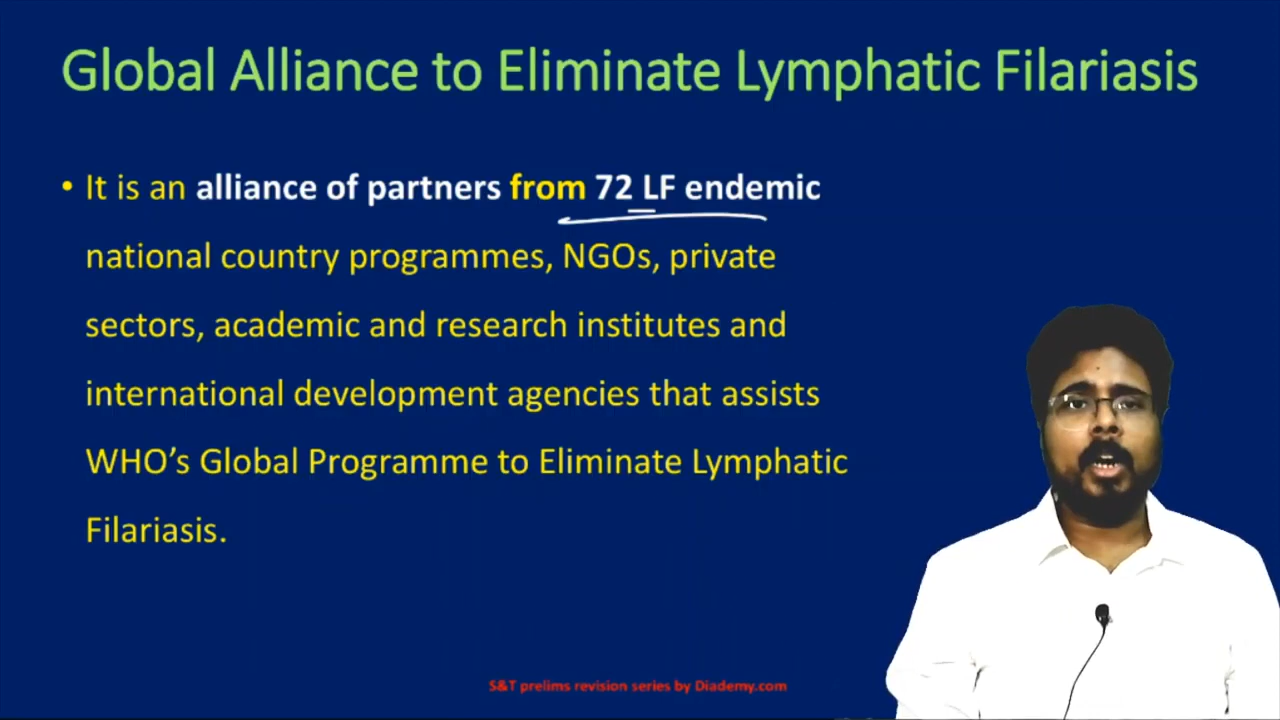 Global Alliance to Eliminate Lymphatic Filariasis
• It is an alliance of partners from 72 LF endemic
national country programmes, NGOs, private
sectors, academic and research institutes and
international development agencies that assists
WHO’s Global Programme to Eliminate Lymphatic
Filariasis.
S&T prelims revision series by Diademy.com